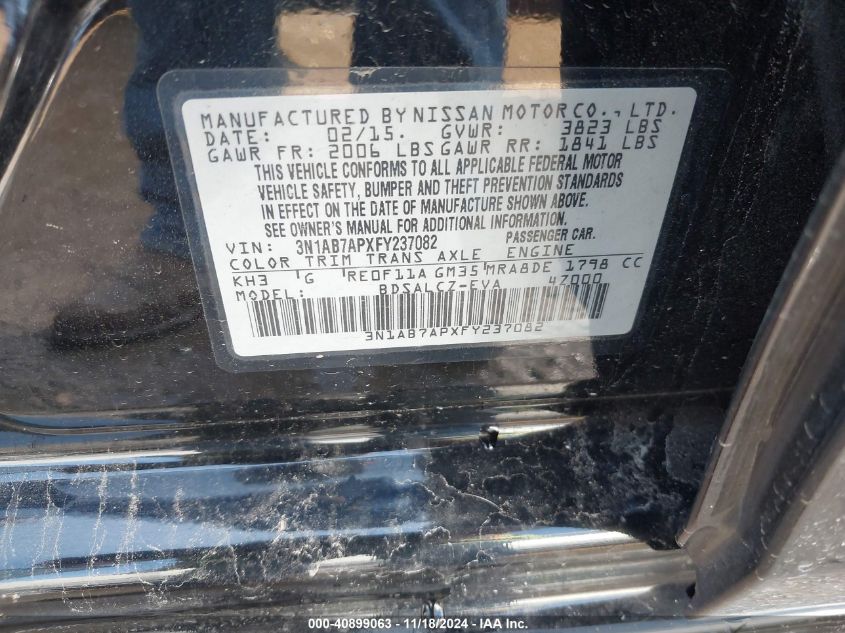 MANUFACTURED BY NISSAN MOTOR CO., LTD.
DATE: 02/15. GVWR: 3823 LBS
GAWR FR: 2006 LBS GAWR RR: 1841 LBS
THIS VEHICLE CONFORMS TO ALL APPLICABLE FEDERAL MOTOR
VEHICLE SAFETY, BUMPER AND THEFT PREVENTION STANDARDS
IN EFFECT ON THE DATE OF MANUFACTURE SHOWN ABOVE.
SEE OWNER'S MANUAL FOR ADDITIONAL INFORMATION.
VIN: 3N1AB7APXFY237082 PASSENGER CAR.
COLOR TRIM TRANS AXLE ENGINE
KH3 G RE0F11A GM35 MRA8DE 1798 CC
MODEL: BDSALCZ-EVA 47000
3N1AB7APXFY237082
000-40899063 - 11/18/2024 - IAAI.com